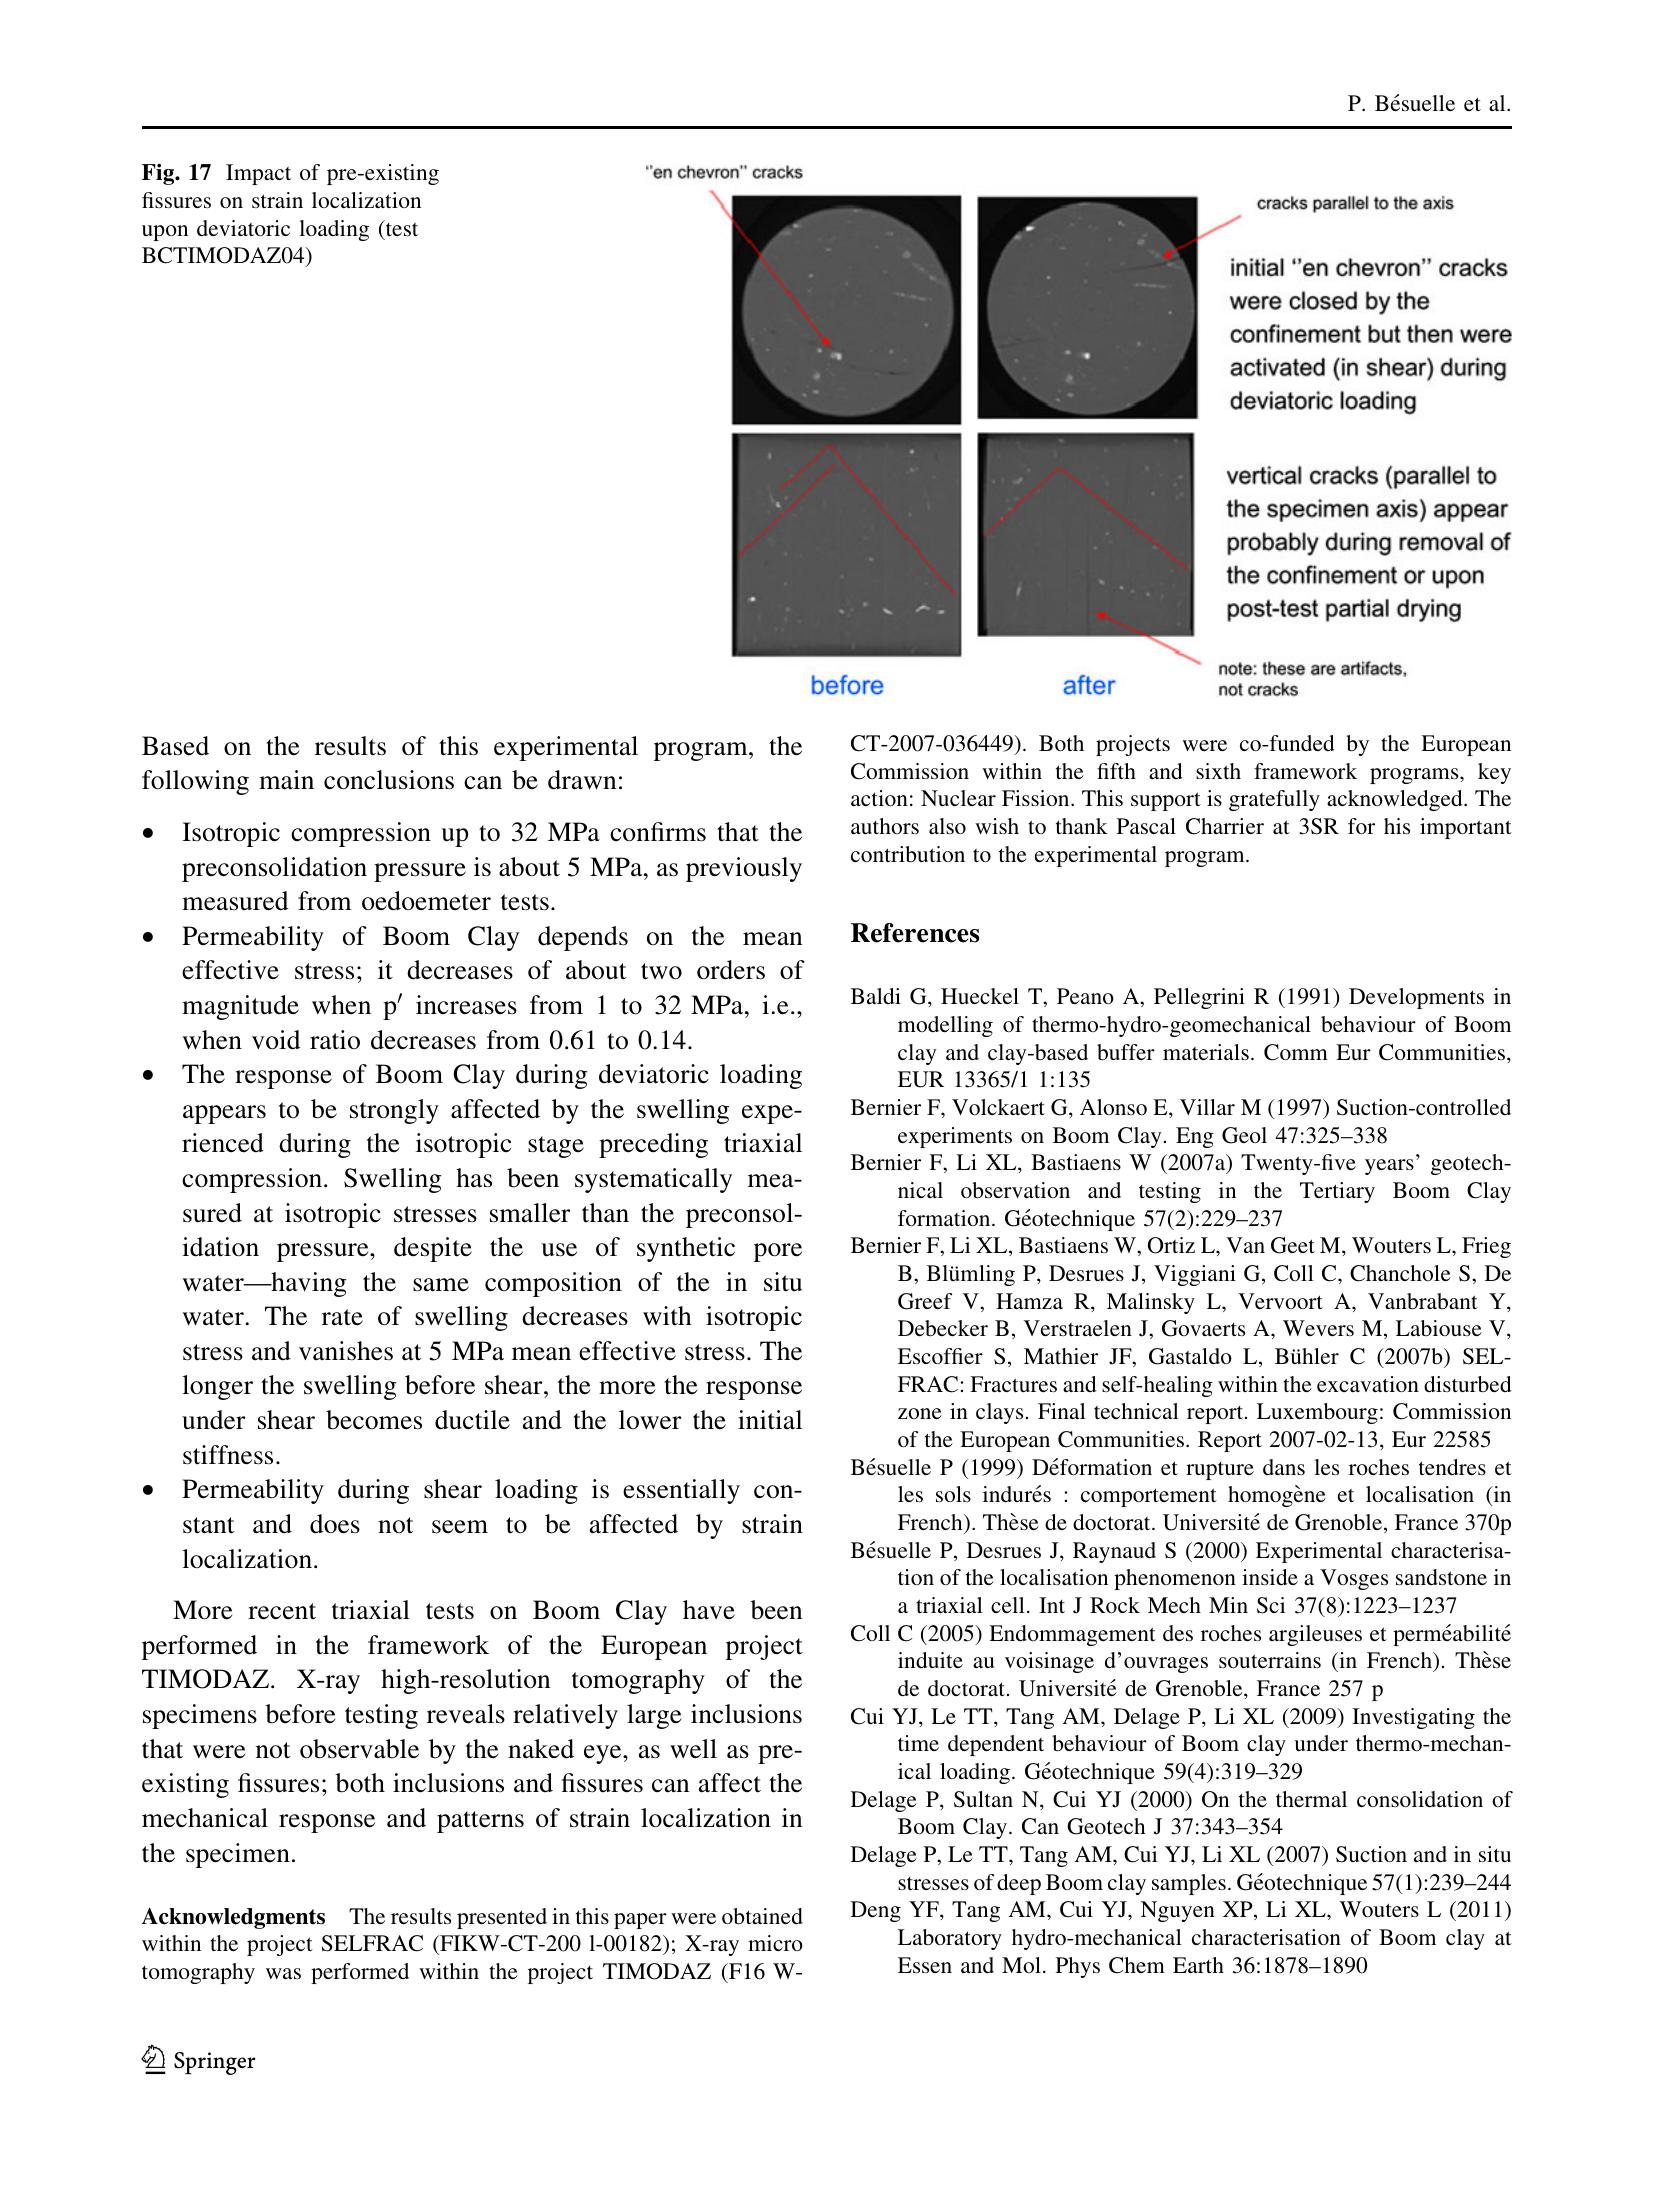 P. Bésuelle et al.
Fig. 17 Impact of pre-existing
fissures on strain localization
upon deviatoric loading (test
BCTIMODAZ04)
‘‘en chevron’’ cracks
cracks parallel to the axis
initial ‘‘en chevron’’ cracks
were closed by the
confinement but then were
activated (in shear) during
deviatoric loading
vertical cracks (parallel to
the specimen axis) appear
probably during removal of
the confinement or upon
post-test partial drying
note: these are artifacts,
not cracks
before
after
Based on the results of this experimental program, the
following main conclusions can be drawn:
• Isotropic compression up to 32 MPa confirms that the
preconsolidation pressure is about 5 MPa, as previously
measured from oedoemeter tests.
• Permeability of Boom Clay depends on the mean
effective stress; it decreases of about two orders of
magnitude when p′ increases from 1 to 32 MPa, i.e.,
when void ratio decreases from 0.61 to 0.14.
• The response of Boom Clay during deviatoric loading
appears to be strongly affected by the swelling expe-
rienced during the isotropic stage preceding triaxial
compression. Swelling has been systematically mea-
sured at isotropic stresses smaller than the preconsol-
idation pressure, despite the use of synthetic pore
water—having the same composition of the in situ
water. The rate of swelling decreases with isotropic
stress and vanishes at 5 MPa mean effective stress. The
longer the swelling before shear, the more the response
under shear becomes ductile and the lower the initial
stiffness.
• Permeability during shear loading is essentially con-
stant and does not seem to be affected by strain
localization.
More recent triaxial tests on Boom Clay have been
performed in the framework of the European project
TIMODAZ. X-ray high-resolution tomography of the
specimens before testing reveals relatively large inclusions
that were not observable by the naked eye, as well as pre-
existing fissures; both inclusions and fissures can affect the
mechanical response and patterns of strain localization in
the specimen.
Acknowledgments The results presented in this paper were obtained
within the project SELFRAC (FIKW-CT-200 l-00182); X-ray micro
tomography was performed within the project TIMODAZ (F16 W-
CT-2007-036449). Both projects were co-funded by the European
Commission within the fifth and sixth framework programs, key
action: Nuclear Fission. This support is gratefully acknowledged. The
authors also wish to thank Pascal Charrier at 3SR for his important
contribution to the experimental program.
References
Baldi G, Hueckel T, Peano A, Pellegrini R (1991) Developments in
modelling of thermo-hydro-geomechanical behaviour of Boom
clay and clay-based buffer materials. Comm Eur Communities,
EUR 13365/1 1:135
Bernier F, Volckaert G, Alonso E, Villar M (1997) Suction-controlled
experiments on Boom Clay. Eng Geol 47:325–338
Bernier F, Li XL, Bastiaens W (2007a) Twenty-five years’ geotech-
nical observation and testing in the Tertiary Boom Clay
formation. Géotechnique 57(2):229–237
Bernier F, Li XL, Bastiaens W, Ortiz L, Van Geet M, Wouters L, Frieg
B, Blümling P, Desrues J, Viggiani G, Coll C, Chanchole S, De
Greef V, Hamza R, Malinsky L, Vervoort A, Vanbrabant Y,
Debecker B, Verstraelen J, Govaerts A, Wevers M, Labiouse V,
Escoffier S, Mathier JF, Gastaldo L, Bühler C (2007b) SEL-
FRAC: Fractures and self-healing within the excavation disturbed
zone in clays. Final technical report. Luxembourg: Commission
of the European Communities. Report 2007-02-13, Eur 22585
Bésuelle P (1999) Déformation et rupture dans les roches tendres et
les sols indurés : comportement homogène et localisation (in
French). Thèse de doctorat. Université de Grenoble, France 370p
Bésuelle P, Desrues J, Raynaud S (2000) Experimental characterisa-
tion of the localisation phenomenon inside a Vosges sandstone in
a triaxial cell. Int J Rock Mech Min Sci 37(8):1223–1237
Coll C (2005) Endommagement des roches argileuses et perméabilité
induite au voisinage d’ouvrages souterrains (in French). Thèse
de doctorat. Université de Grenoble, France 257 p
Cui YJ, Le TT, Tang AM, Delage P, Li XL (2009) Investigating the
time dependent behaviour of Boom clay under thermo-mechan-
ical loading. Géotechnique 59(4):319–329
Delage P, Sultan N, Cui YJ (2000) On the thermal consolidation of
Boom Clay. Can Geotech J 37:343–354
Delage P, Le TT, Tang AM, Cui YJ, Li XL (2007) Suction and in situ
stresses of deep Boom clay samples. Géotechnique 57(1):239–244
Deng YF, Tang AM, Cui YJ, Nguyen XP, Li XL, Wouters L (2011)
Laboratory hydro-mechanical characterisation of Boom clay at
Essen and Mol. Phys Chem Earth 36:1878–1890
Springer